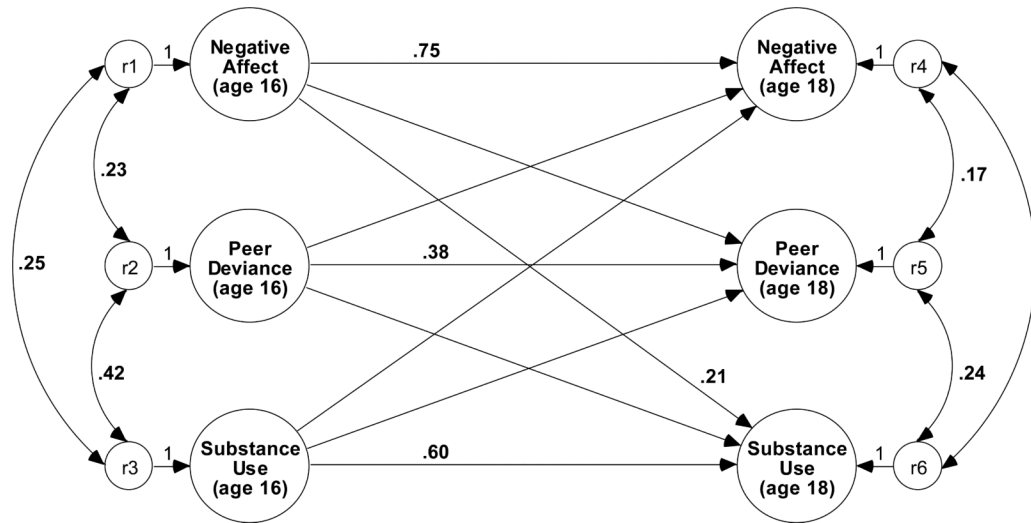 Negative
Affect
(age 16)
Negative
Affect
(age 18)
r1
1
.75
1
r4
.23
.17
Peer
Deviance
(age 16)
Peer
Deviance
(age 18)
.25
r2
1
.38
1
r5
.42
.21
.24
Substance
Use
(age 16)
Substance
Use
(age 18)
r3
1
.60
1
r6